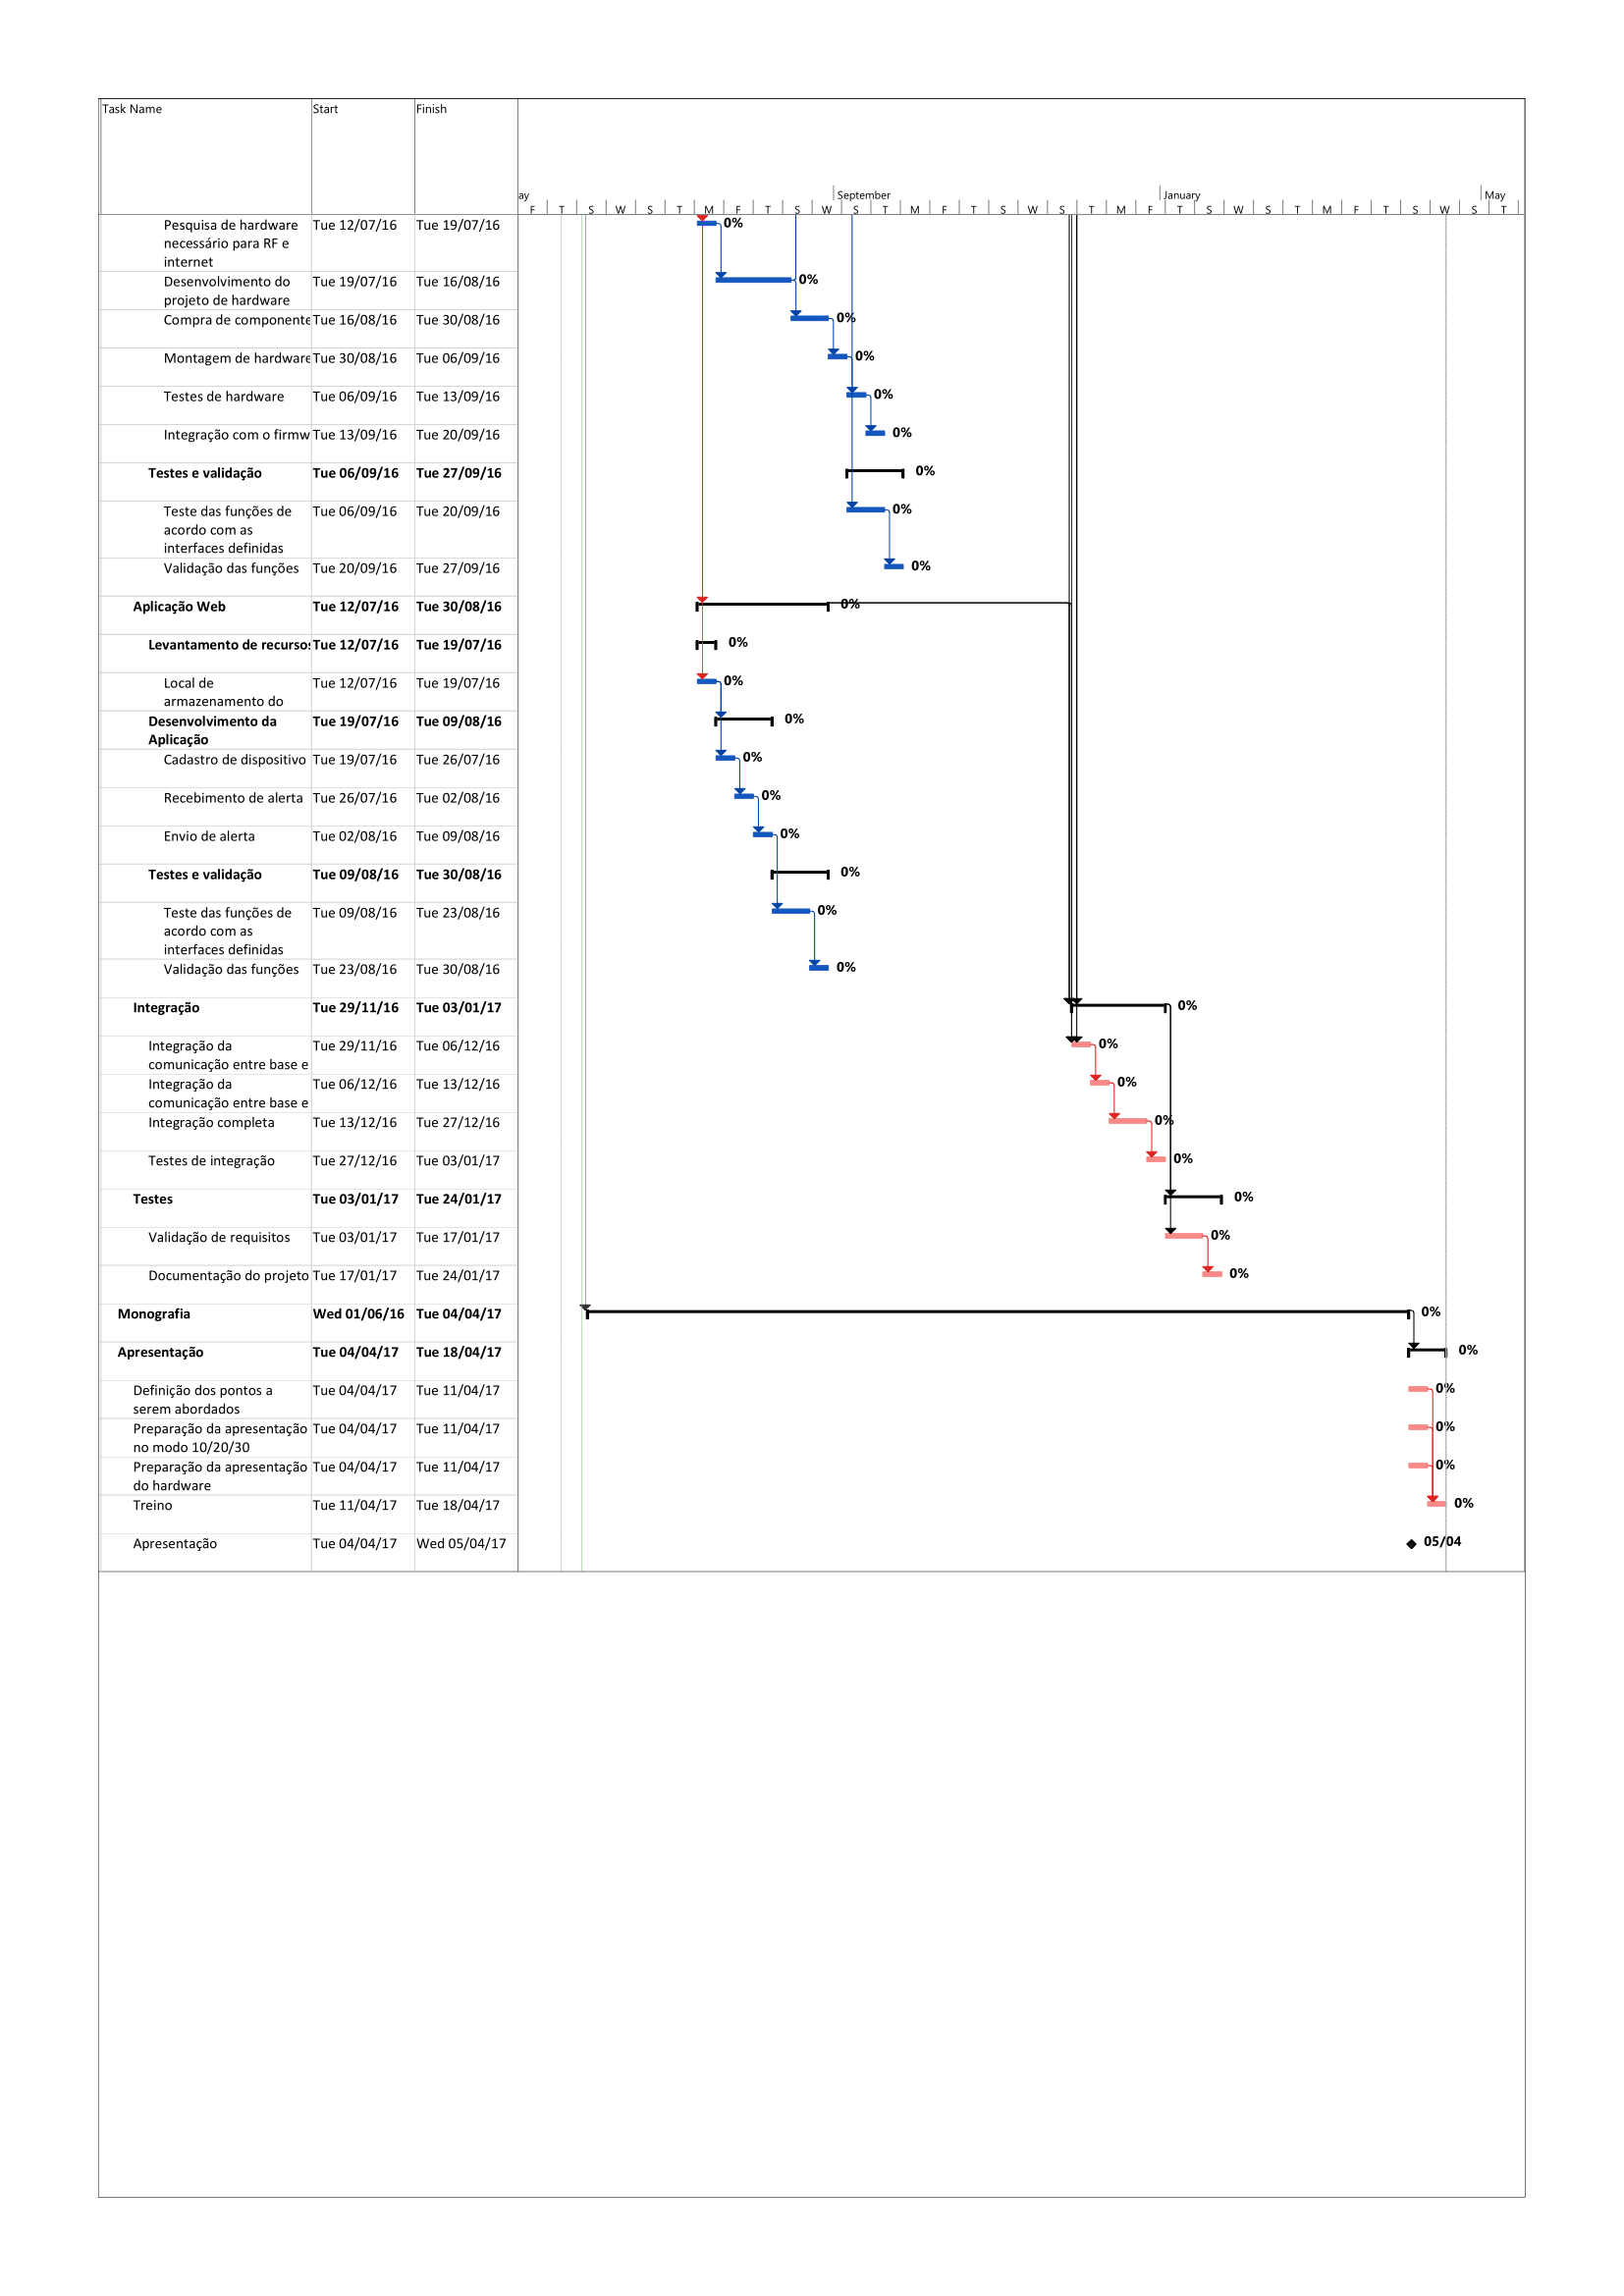 Task Name Start Finish
ay September January May
F T S W S T M F T S W S T M F T S W S T M F T S W S T M F T S W S T
Pesquisa de hardware Tue 12/07/16 Tue 19/07/16 0%
necessário para RF e
internet
Desenvolvimento do Tue 19/07/16 Tue 16/08/16 0%
projeto de hardware
Compra de componente Tue 16/08/16 Tue 30/08/16 0%
Montagem de hardware Tue 30/08/16 Tue 06/09/16 0%
Testes de hardware Tue 06/09/16 Tue 13/09/16 0%
Integração com o firmw Tue 13/09/16 Tue 20/09/16 0%
Testes e validação Tue 06/09/16 Tue 27/09/16 0%
Teste das funções de Tue 06/09/16 Tue 20/09/16 0%
acordo com as
interfaces definidas
Validação das funções Tue 20/09/16 Tue 27/09/16 0%
Aplicação Web Tue 12/07/16 Tue 30/08/16 0%
Levantamento de recursos Tue 12/07/16 Tue 19/07/16 0%
Local de Tue 12/07/16 Tue 19/07/16 0%
armazenamento do
Desenvolvimento da Tue 19/07/16 Tue 09/08/16 0%
Aplicação
Cadastro de dispositivo Tue 19/07/16 Tue 26/07/16 0%
Recebimento de alerta Tue 26/07/16 Tue 02/08/16 0%
Envio de alerta Tue 02/08/16 Tue 09/08/16 0%
Testes e validação Tue 09/08/16 Tue 30/08/16 0%
Teste das funções de Tue 09/08/16 Tue 23/08/16 0%
acordo com as
interfaces definidas
Validação das funções Tue 23/08/16 Tue 30/08/16 0%
Integração Tue 29/11/16 Tue 03/01/17 0%
Integração da Tue 29/11/16 Tue 06/12/16 0%
comunicação entre base e
Integração da Tue 06/12/16 Tue 13/12/16 0%
comunicação entre base e
Integração completa Tue 13/12/16 Tue 27/12/16 0%
Testes de integração Tue 27/12/16 Tue 03/01/17 0%
Testes Tue 03/01/17 Tue 24/01/17 0%
Validação de requisitos Tue 03/01/17 Tue 17/01/17 0%
Documentação do projeto Tue 17/01/17 Tue 24/01/17 0%
Monografia Wed 01/06/16 Tue 04/04/17 0%
Apresentação Tue 04/04/17 Tue 18/04/17 0%
Definição dos pontos a Tue 04/04/17 Tue 11/04/17 0%
serem abordados
Preparação da apresentação Tue 04/04/17 Tue 11/04/17 0%
no modo 10/20/30
Preparação da apresentação Tue 04/04/17 Tue 11/04/17 0%
do hardware
Treino Tue 11/04/17 Tue 18/04/17 0%
Apresentação Tue 04/04/17 Wed 05/04/17 05/04